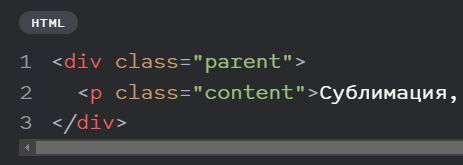 HTML
1 <div class="parent">
2   <p class="content">Сублимация,
3 </div>